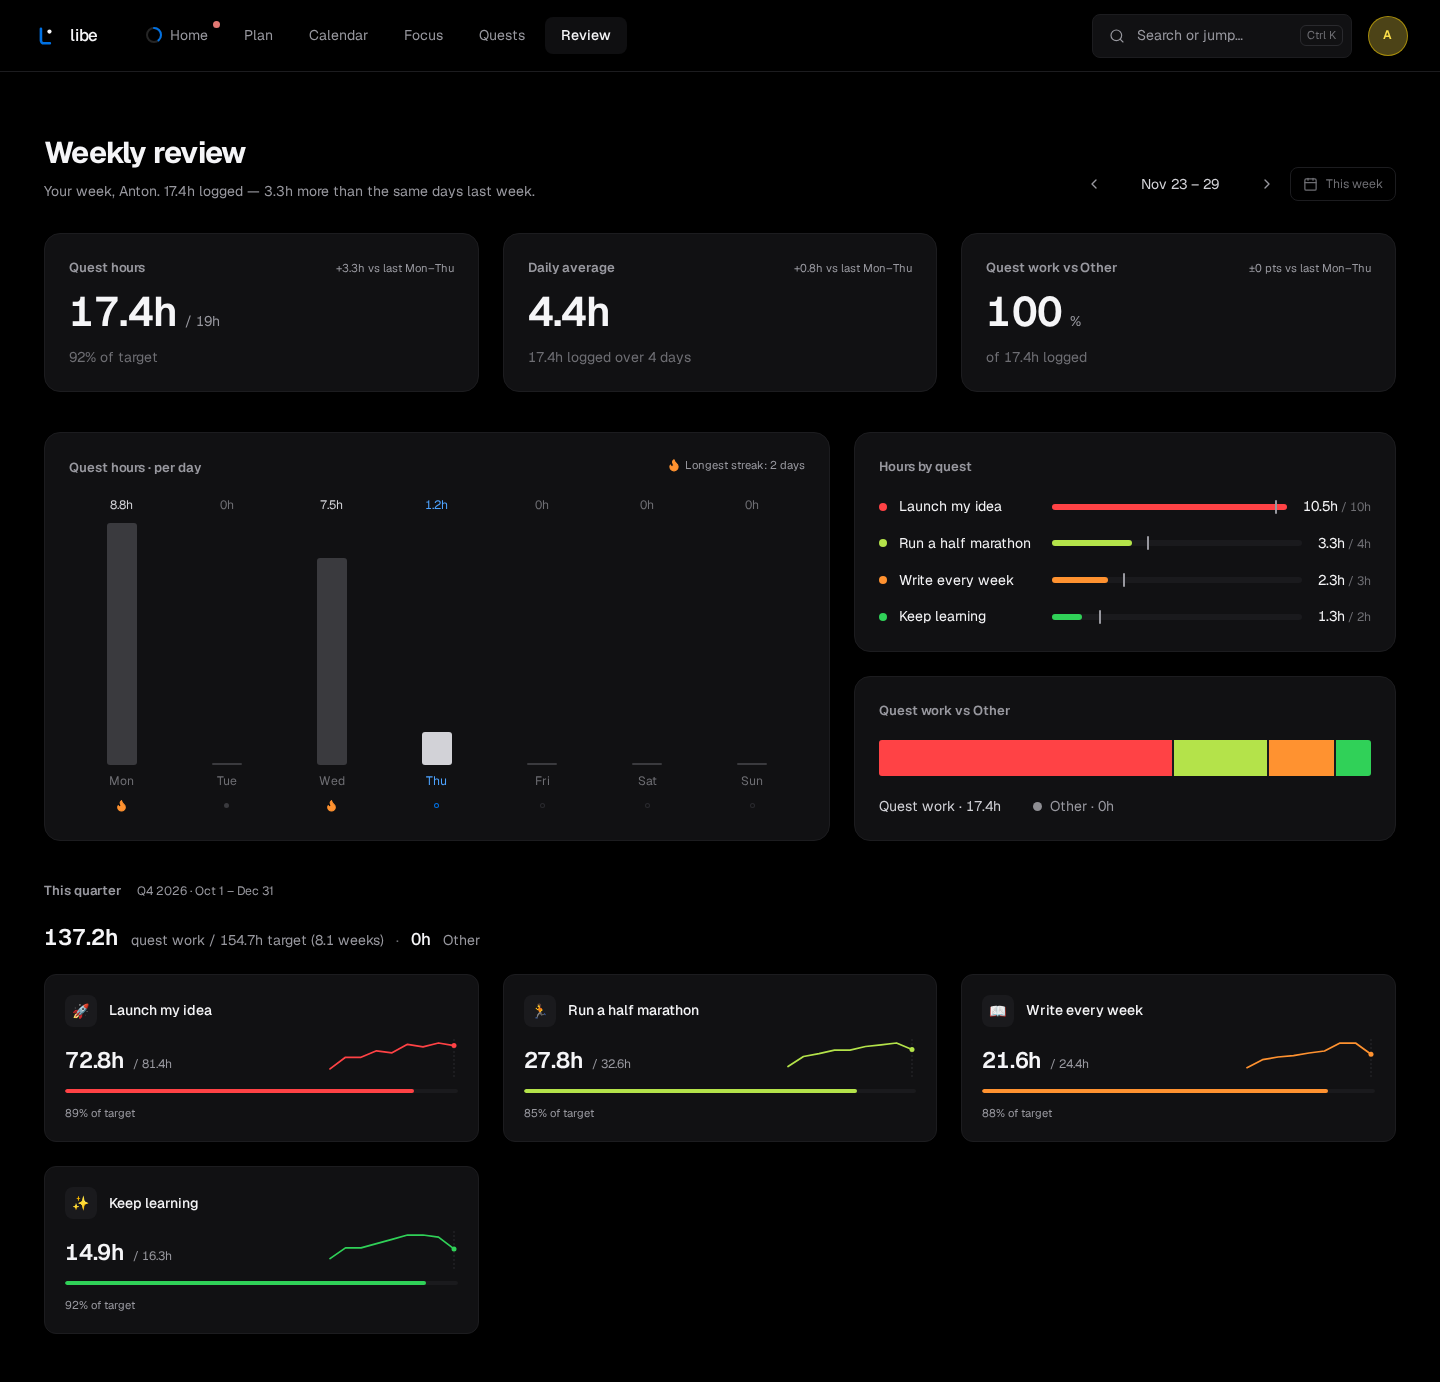 libe
Home
Plan
Calendar
Focus
Quests
Review
Search or jump…
Ctrl K
A
Weekly review
Your week, Anton. 17.4h logged — 3.3h more than the same days last week.
Nov 23 – 29
This week
Quest hours
+3.3h vs last Mon–Thu
17.4h / 19h
92% of target
Daily average
+0.8h vs last Mon–Thu
4.4h
17.4h logged over 4 days
Quest work vs Other
±0 pts vs last Mon–Thu
100 %
of 17.4h logged
Quest hours · per day
Longest streak: 2 days
8.8h 0h 7.5h 1.2h 0h 0h 0h
Mon Tue Wed Thu Fri Sat Sun
Hours by quest
Launch my idea 10.5h / 10h
Run a half marathon 3.3h / 4h
Write every week 2.3h / 3h
Keep learning 1.3h / 2h
Quest work vs Other
Quest work · 17.4h Other · 0h
This quarter Q4 2026 · Oct 1 – Dec 31
137.2h quest work / 154.7h target (8.1 weeks) · 0h Other
Launch my idea
72.8h / 81.4h
89% of target
Run a half marathon
27.8h / 32.6h
85% of target
Write every week
21.6h / 24.4h
88% of target
Keep learning
14.9h / 16.3h
92% of target